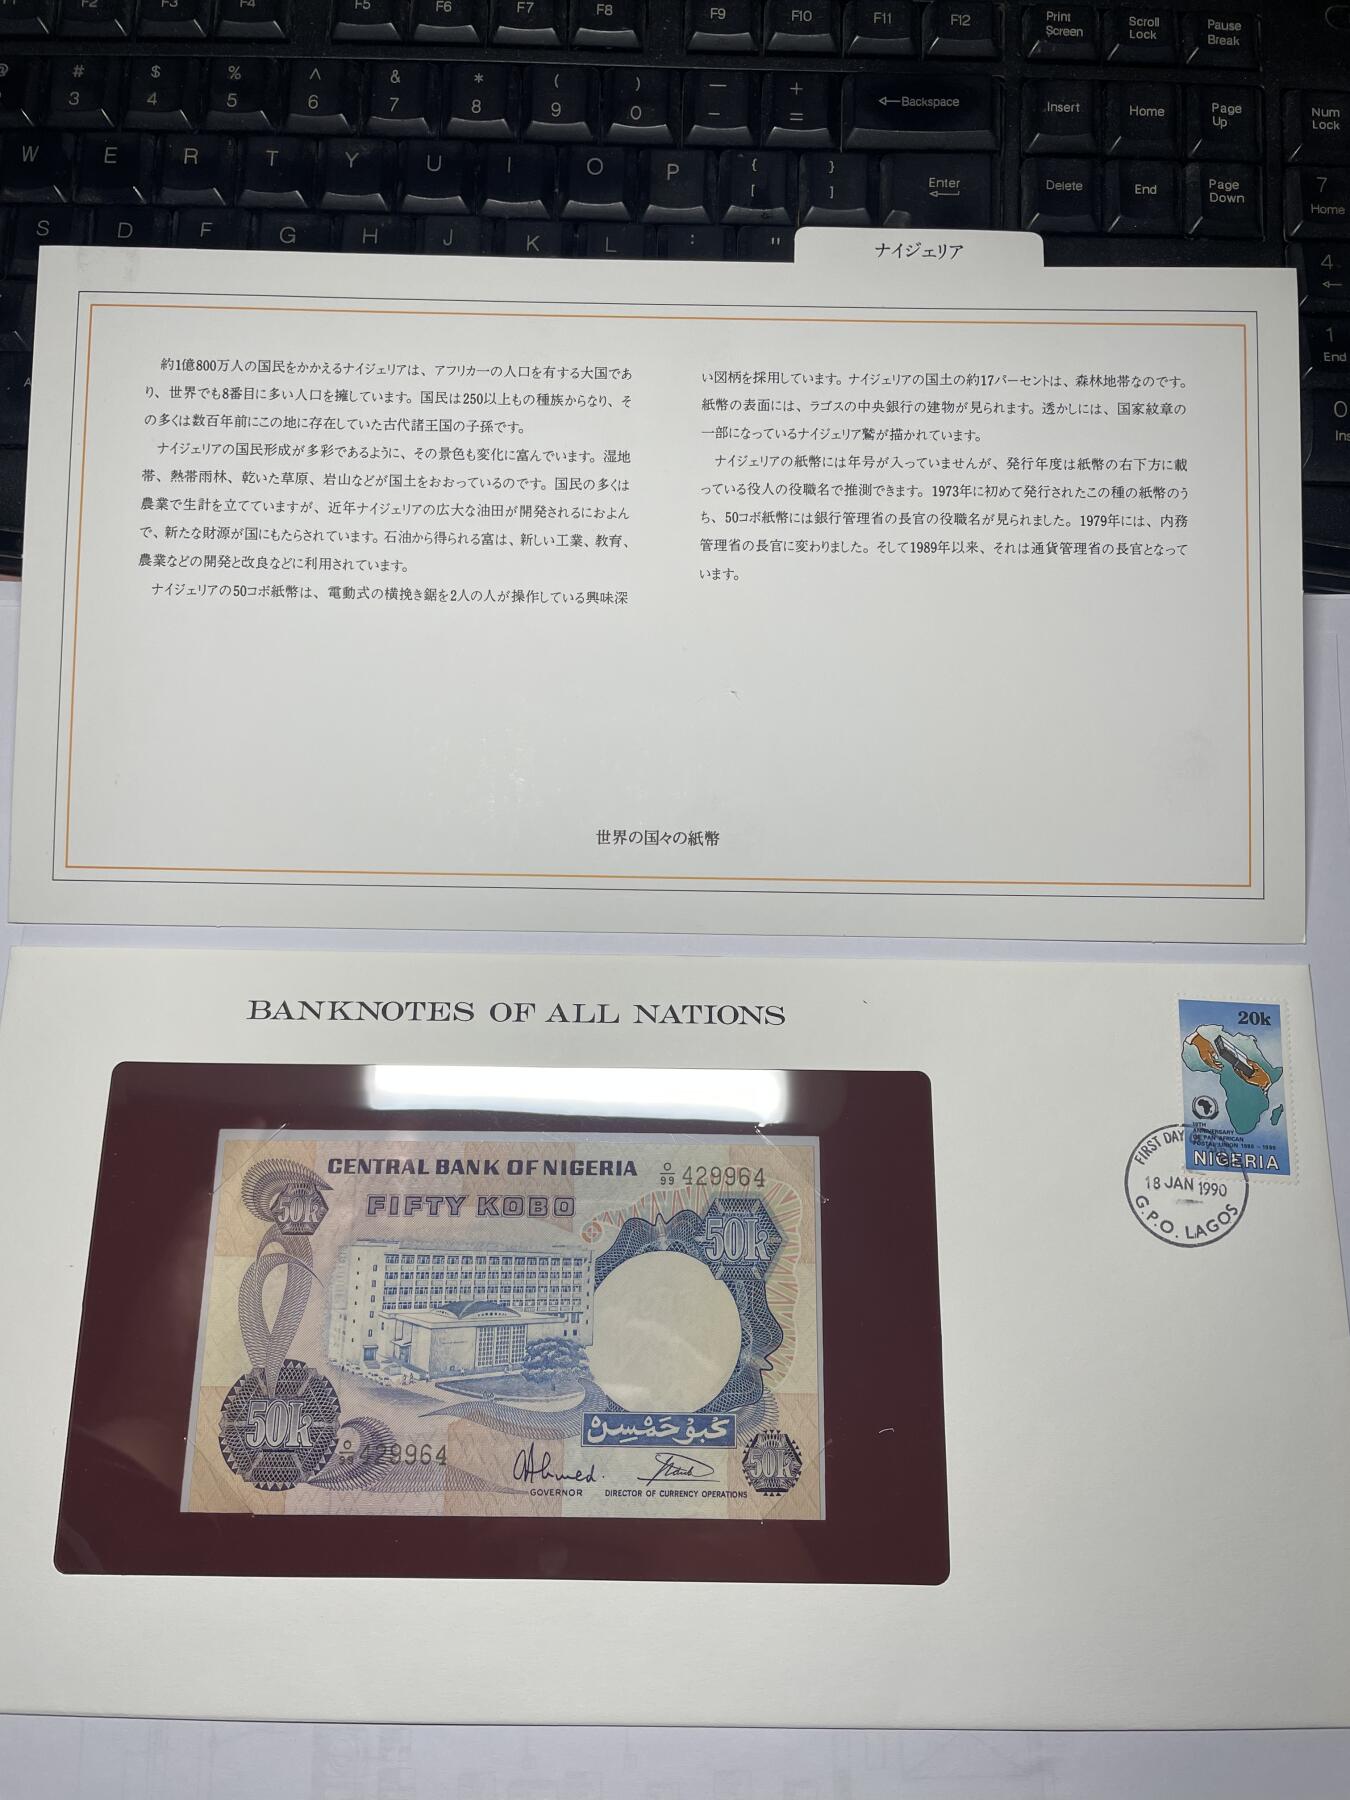 F5 F6 F7 F8 F9 F10 F11 F12 Print Screen Scroll Lock Pause Break
# 3 $ 4 % 5 ^ 6 & 7 * 8 ( 9 ) 0 — - + = ←Backspace Insert Home Page Up Num Lock
W E R T Y U I O P { [ } ] Enter Delete End Page Down 7 Home
S D F G H J K L : " 4 ←
1 End
0
ナイジェリア
約1億800万人の国民をかかえるナイジェリアは、アフリカ一の人口を有する大国であ
り、世界でも8番目に多い人口を擁しています。国民は250以上もの種族からなり、そ
の多くは数百年前にこの地に存在していた古代諸王国の子孫です。
ナイジェリアの国民形成が多彩であるように、その景色も変化に富んでいます。湿地
帯、熱帯雨林、乾いた草原、岩山などが国土をおおっているのです。国民の多くは
農業で生計を立てていますが、近年ナイジェリアの広大な油田が開発されるにおよん
で、新たな財源が国にもたらされています。石油から得られる富は、新しい工業、教育、
農業などの開発と改良などに利用されています。
ナイジェリアの50コボ紙幣は、電動式の横挽き鋸を2人の人が操作している興味深
い図柄を採用しています。ナイジェリアの国土の約17パーセントは、森林地帯なのです。
紙幣の表面には、ラゴスの中央銀行の建物が見られます。透かしには、国家紋章の
一部になっているナイジェリア鷲が描かれています。
ナイジェリアの紙幣には年号が入っていませんが、発行年度は紙幣の右下方に載
っている役人の役職名で推測できます。1973年に初めて発行されたこの種の紙幣のう
ち、50コボ紙幣には銀行管理省の長官の役職名が見られました。1979年には、内務
管理省の長官に変わりました。そして1989年以来、それは通貨管理省の長官となって
います。
世界の国々の紙幣
BANKNOTES OF ALL NATIONS
20k
10TH
ANNIVERSARY
OF PAN AFRICAN
POSTAL UNION 1980 - 1990
NIGERIA
FIRST DAY
18 JAN 1990
G.P.O. LAGOS
CENTRAL BANK OF NIGERIA O/99 429964
FIFTY KOBO
50k
50k
كَبُوْ حَمْسِنْ
50k
O/99 429964
GOVERNOR
DIRECTOR OF CURRENCY OPERATIONS
50k